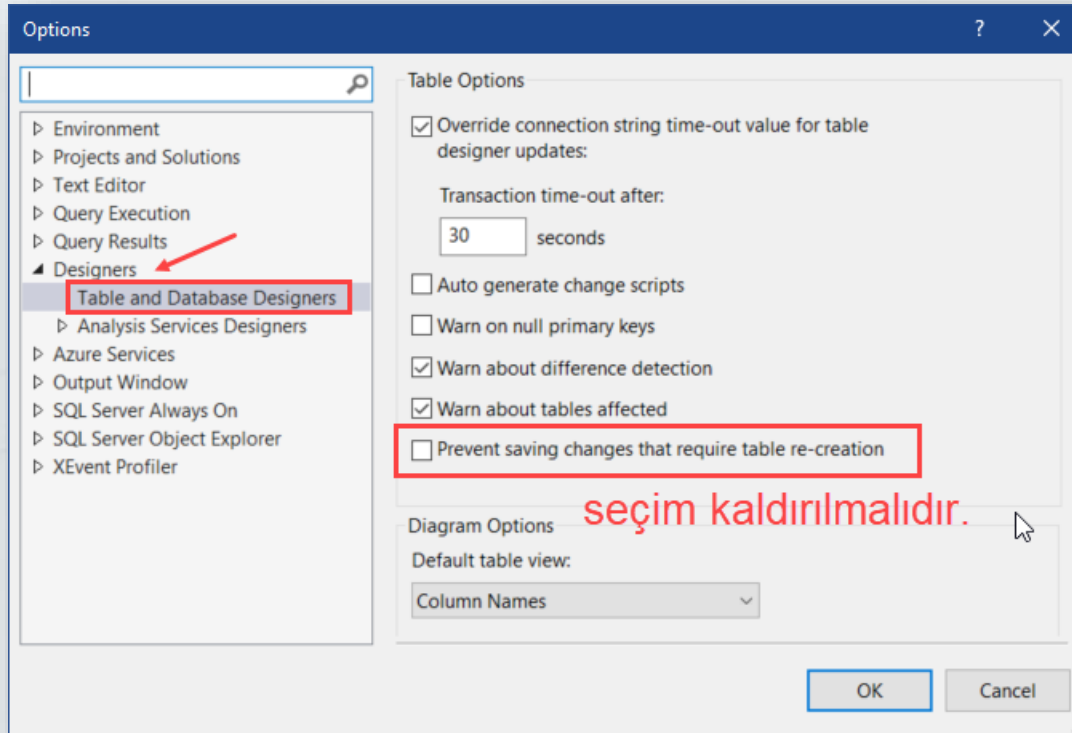 Options
?
Environment
Projects and Solutions
Text Editor
Query Execution
Query Results
Designers
Table and Database Designers
Analysis Services Designers
Azure Services
Output Window
SQL Server Always On
SQL Server Object Explorer
XEvent Profiler
Table Options
Override connection string time-out value for table
designer updates:
Transaction time-out after:
30 seconds
Auto generate change scripts
Warn on null primary keys
Warn about difference detection
Warn about tables affected
Prevent saving changes that require table re-creation
seçim kaldırılmalıdır.
Diagram Options
Default table view:
Column Names
OK
Cancel